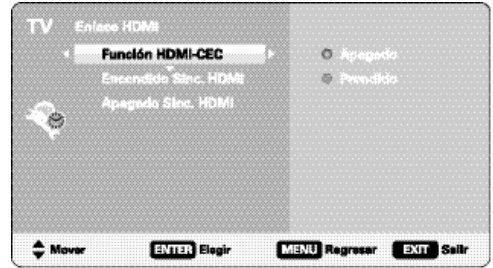 TV Enlace HDMI
Función HDMI-CEC Apagado
Encendido Sinc. HDMI Prendido
Apagado Sinc. HDMI
Mover ENTER Elegir MENU Regresar EXIT Salir